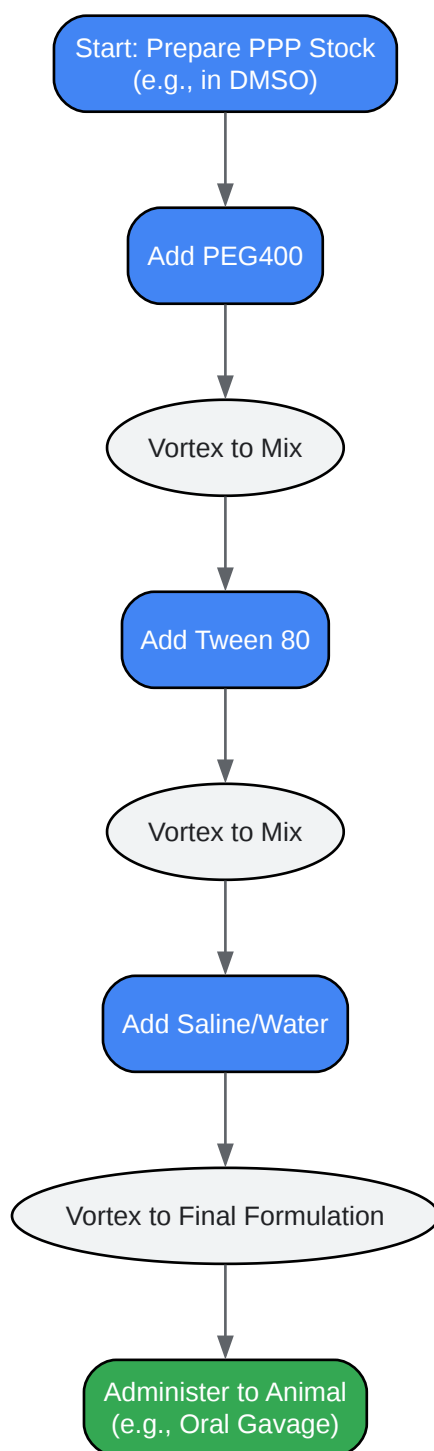 Start: Prepare PPP Stock
(e.g., in DMSO)
Add PEG400
Vortex to Mix
Add Tween 80
Vortex to Mix
Add Saline/Water
Vortex to Final Formulation
Administer to Animal
(e.g., Oral Gavage)